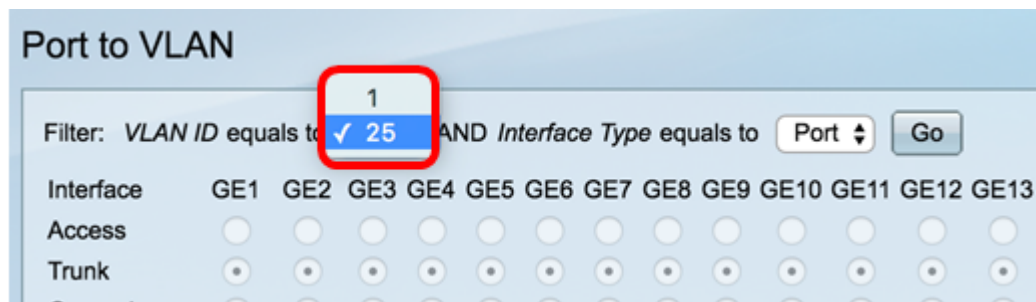 Port to VLAN
1
Filter: VLAN ID equals to ✓ 25 AND Interface Type equals to Port Go
Interface GE1 GE2 GE3 GE4 GE5 GE6 GE7 GE8 GE9 GE10 GE11 GE12 GE13
Access
Trunk